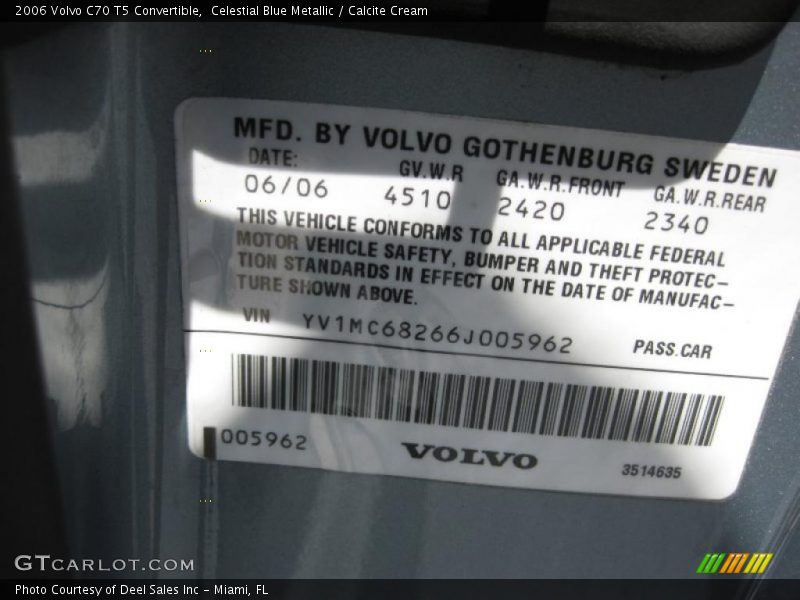 2006 Volvo C70 T5 Convertible,  Celestial Blue Metallic / Calcite Cream
MFD. BY VOLVO GOTHENBURG SWEDEN
DATE: GV.W.R GA.W.R.FRONT GA.W.R.REAR
06/06 4510 2420 2340
THIS VEHICLE CONFORMS TO ALL APPLICABLE FEDERAL
MOTOR VEHICLE SAFETY, BUMPER AND THEFT PROTEC-
TION STANDARDS IN EFFECT ON THE DATE OF MANUFAC-
TURE SHOWN ABOVE.
VIN YV1MC68266J005962 PASS.CAR
005962 VOLVO 3514635
GTCARLOT.COM
Photo Courtesy of Deel Sales Inc - Miami, FL